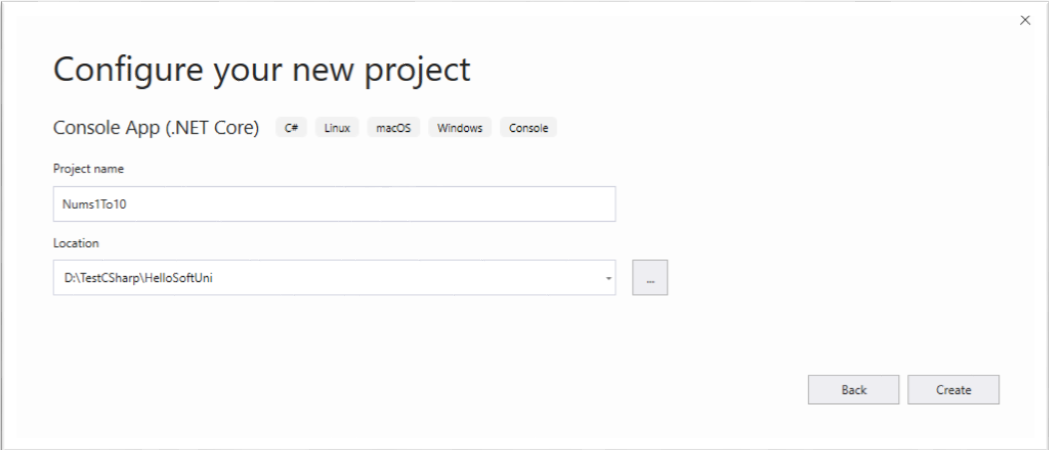 Configure your new project
Console App (.NET Core) C# Linux macOS Windows Console
Project name
Nums1To10
Location
D:\TestCSharp\HelloSoftUni
...
Back Create